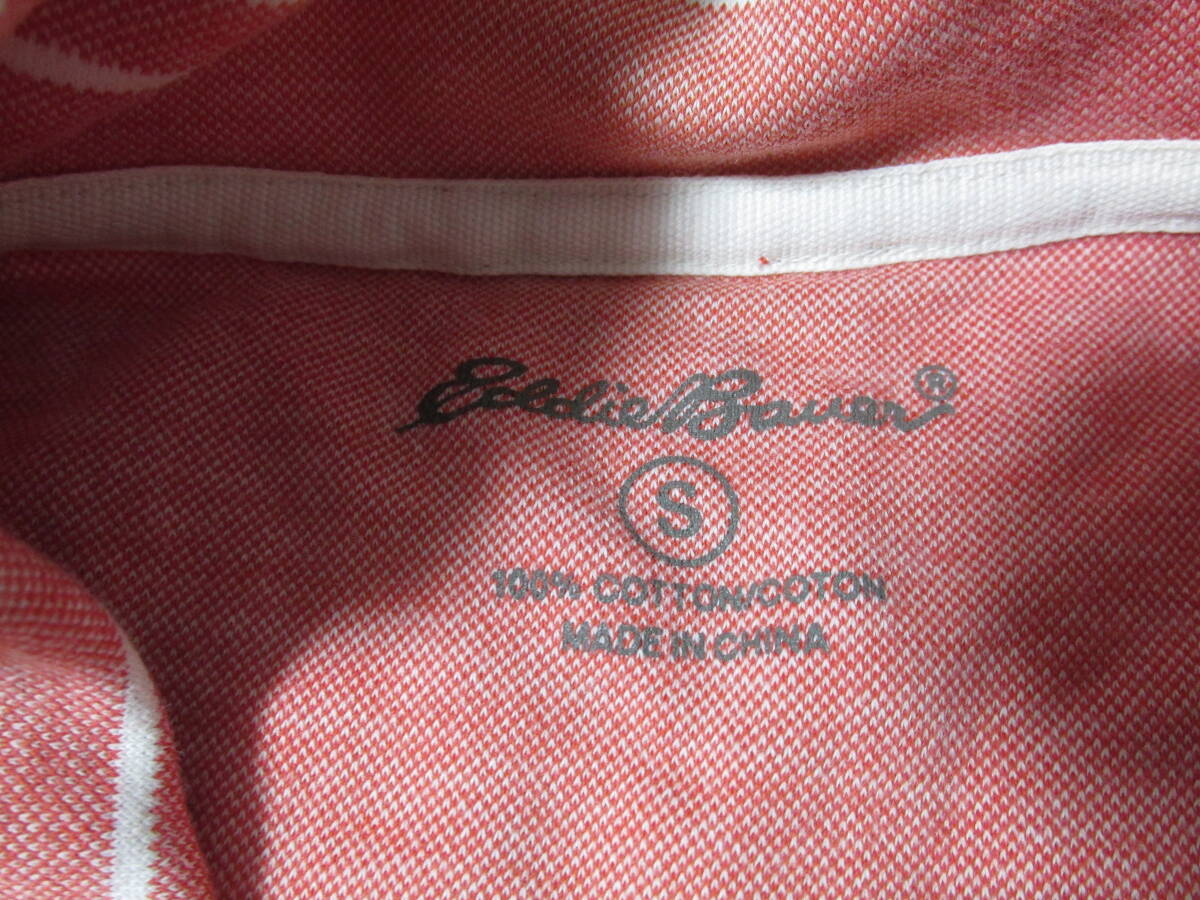 Eddie Bauer®
S
100% COTTON/COTON
MADE IN CHINA